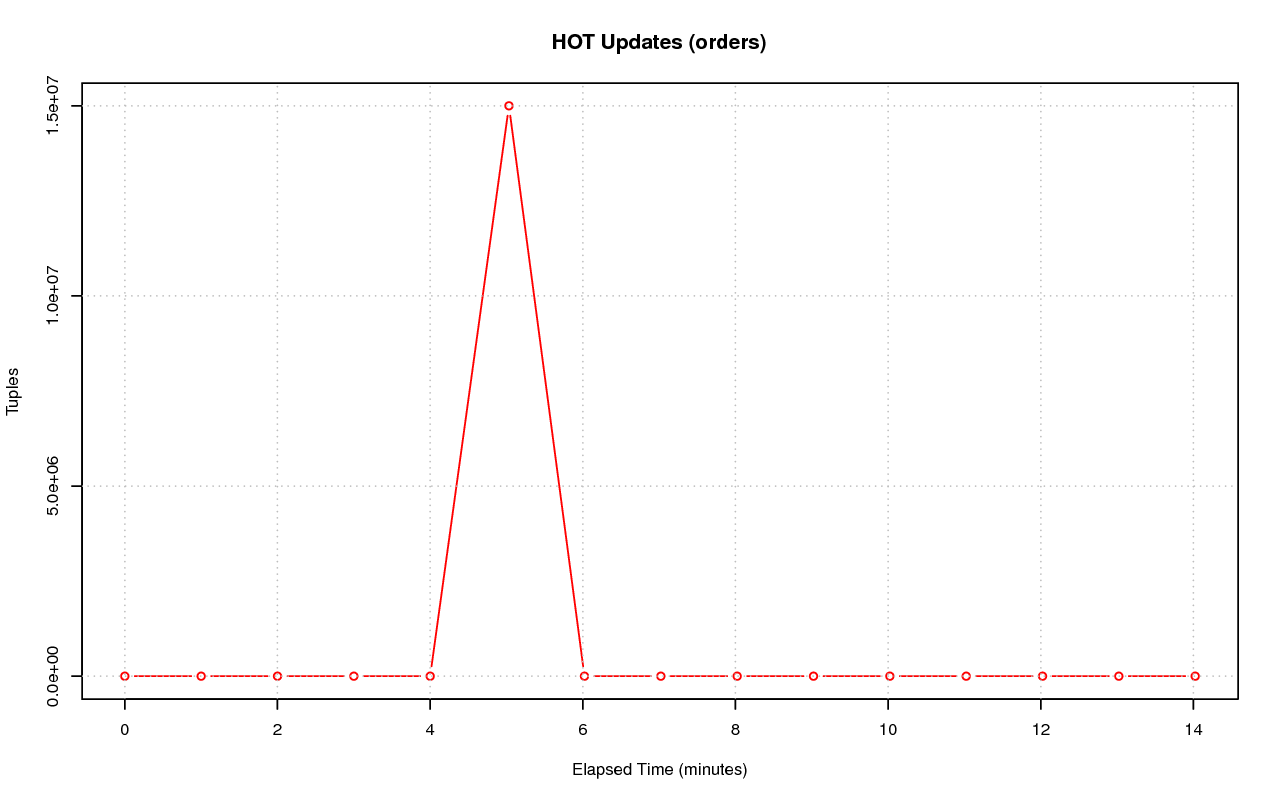 HOT Updates (orders)
Tuples
1.5e+07
1.0e+07
5.0e+06
0.0e+00
0 2 4 6 8 10 12 14
Elapsed Time (minutes)